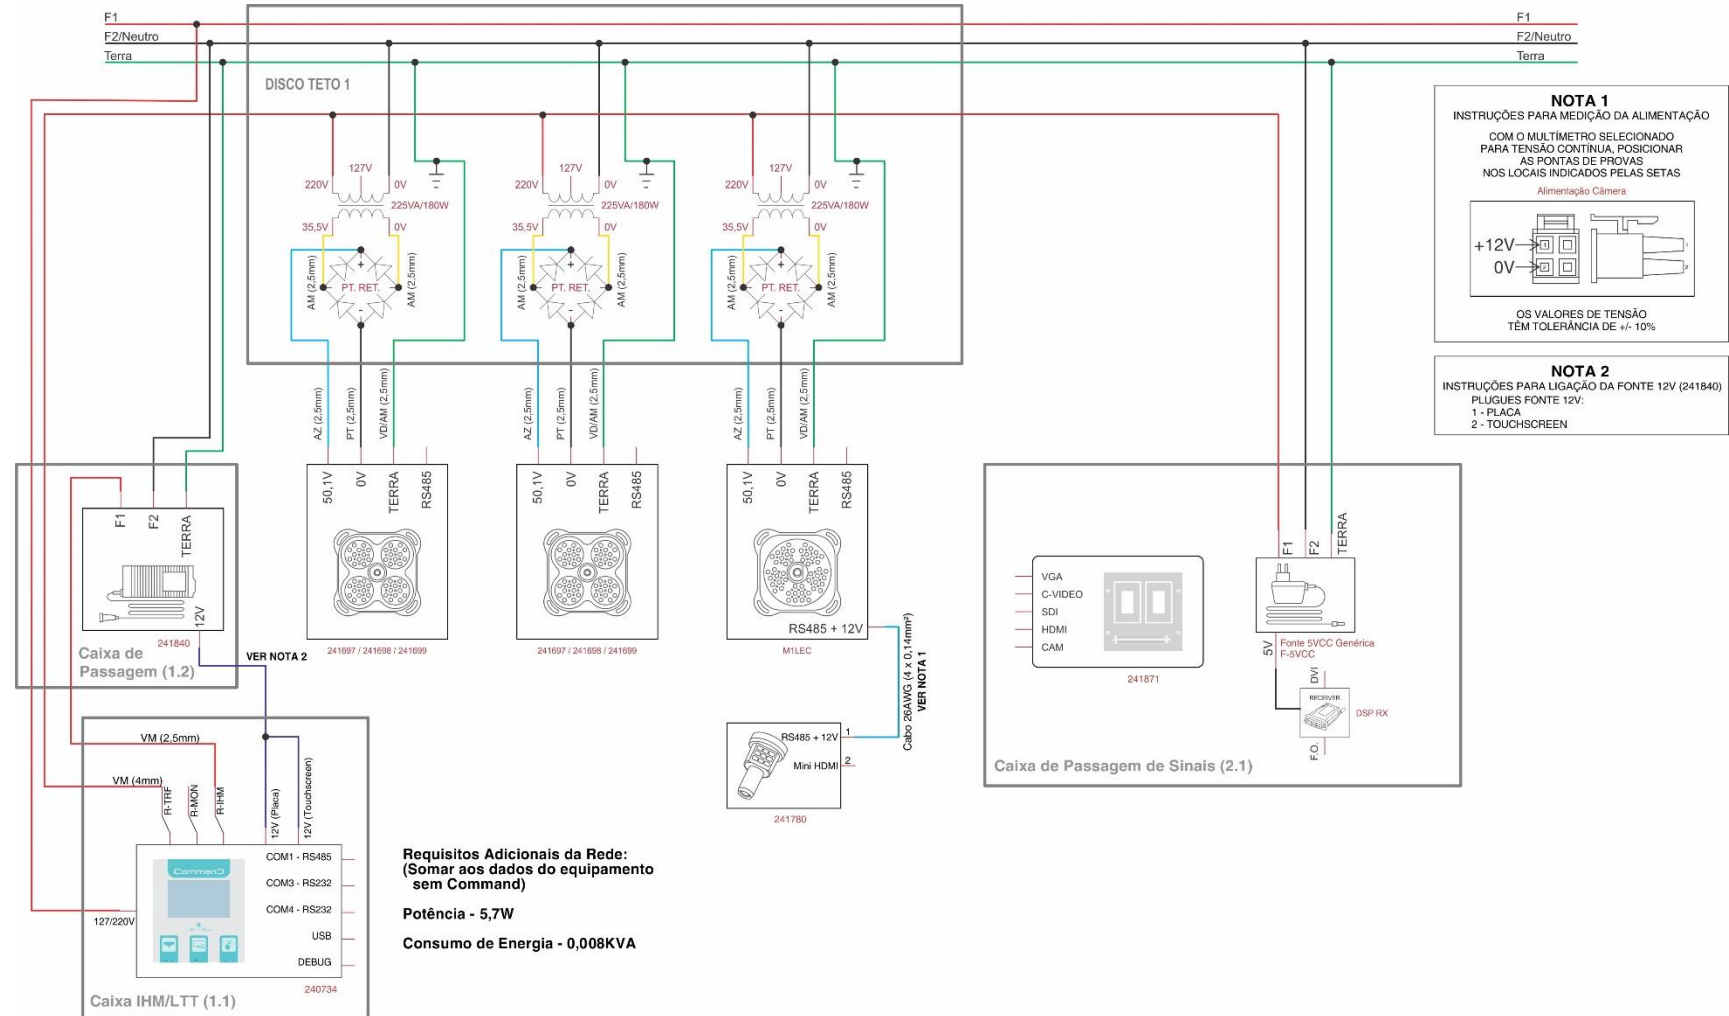 F1
F1
F2/Neutro
F2/Neutro
Terra
Terra
DISCO TETO 1
127V
220V
0V
225VA/180W
35,5V
0V
AM (2,5mm)
PT. RET.
AM (2,5mm)
+
-
127V
220V
0V
225VA/180W
35,5V
0V
AM (2,5mm)
PT. RET.
AM (2,5mm)
+
-
127V
220V
0V
225VA/180W
35,5V
0V
AM (2,5mm)
PT. RET.
AM (2,5mm)
+
-
NOTA 1
INSTRUÇÕES PARA MEDIÇÃO DA ALIMENTAÇÃO
COM O MULTÍMETRO SELECIONADO
PARA TENSÃO CONTÍNUA, POSICIONAR
AS PONTAS DE PROVAS
NOS LOCAIS INDICADOS PELAS SETAS
Alimentação Câmera
+12V
1
1
0V
2
2
OS VALORES DE TENSÃO
TÊM TOLERÂNCIA DE +/- 10%
NOTA 2
INSTRUÇÕES PARA LIGAÇÃO DA FONTE 12V (241840)
PLUGUES FONTE 12V:
1 - PLACA
2 - TOUCHSCREEN
AZ (2,5mm)
PT (2,5mm)
VD/AM (2,5mm)
AZ (2,5mm)
PT (2,5mm)
VD/AM (2,5mm)
AZ (2,5mm)
PT (2,5mm)
VD/AM (2,5mm)
50,1V
0V
TERRA
RS485
241697 / 241698 / 241699
50,1V
0V
TERRA
RS485
241697 / 241698 / 241699
50,1V
0V
TERRA
RS485
RS485 + 12V
M1LEC
Cabo 26AWG (4 x 0,14mm²)
VER NOTA 1
RS485 + 12V
1
Mini HDMI
2
241780
F1
F2
TERRA
12V
241840
Caixa de
Passagem (1.2)
VER NOTA 2
VGA
C-VIDEO
SDI
HDMI
CAM
241871
F1
F2
TERRA
Fonte 5VCC Genérica
F-5VCC
5V
DVI
RECEIVER
DSP RX
F.O.
Caixa de Passagem de Sinais (2.1)
VM (2,5mm)
VM (4mm)
R-TRF
R-MON
R-IHM
12V (Placa)
12V (Touchscreen)
CommanD
COM1 - RS485
COM3 - RS232
COM4 - RS232
USB
DEBUG
127/220V
240734
Caixa IHM/LTT (1.1)
Requisitos Adicionais da Rede:
(Somar aos dados do equipamento
sem Command)
Potência - 5,7W
Consumo de Energia - 0,008KVA